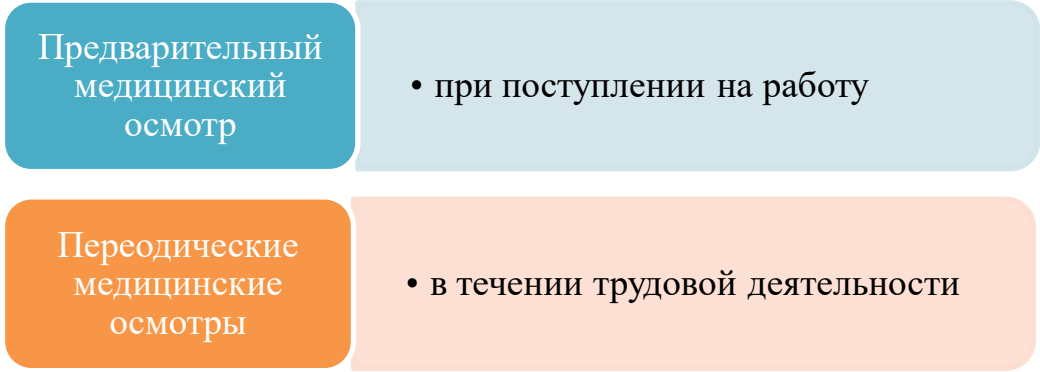 Предварительный
медицинский
осмотр
• при поступлении на работу
Переодические
медицинские
осмотры
• в течении трудовой деятельности